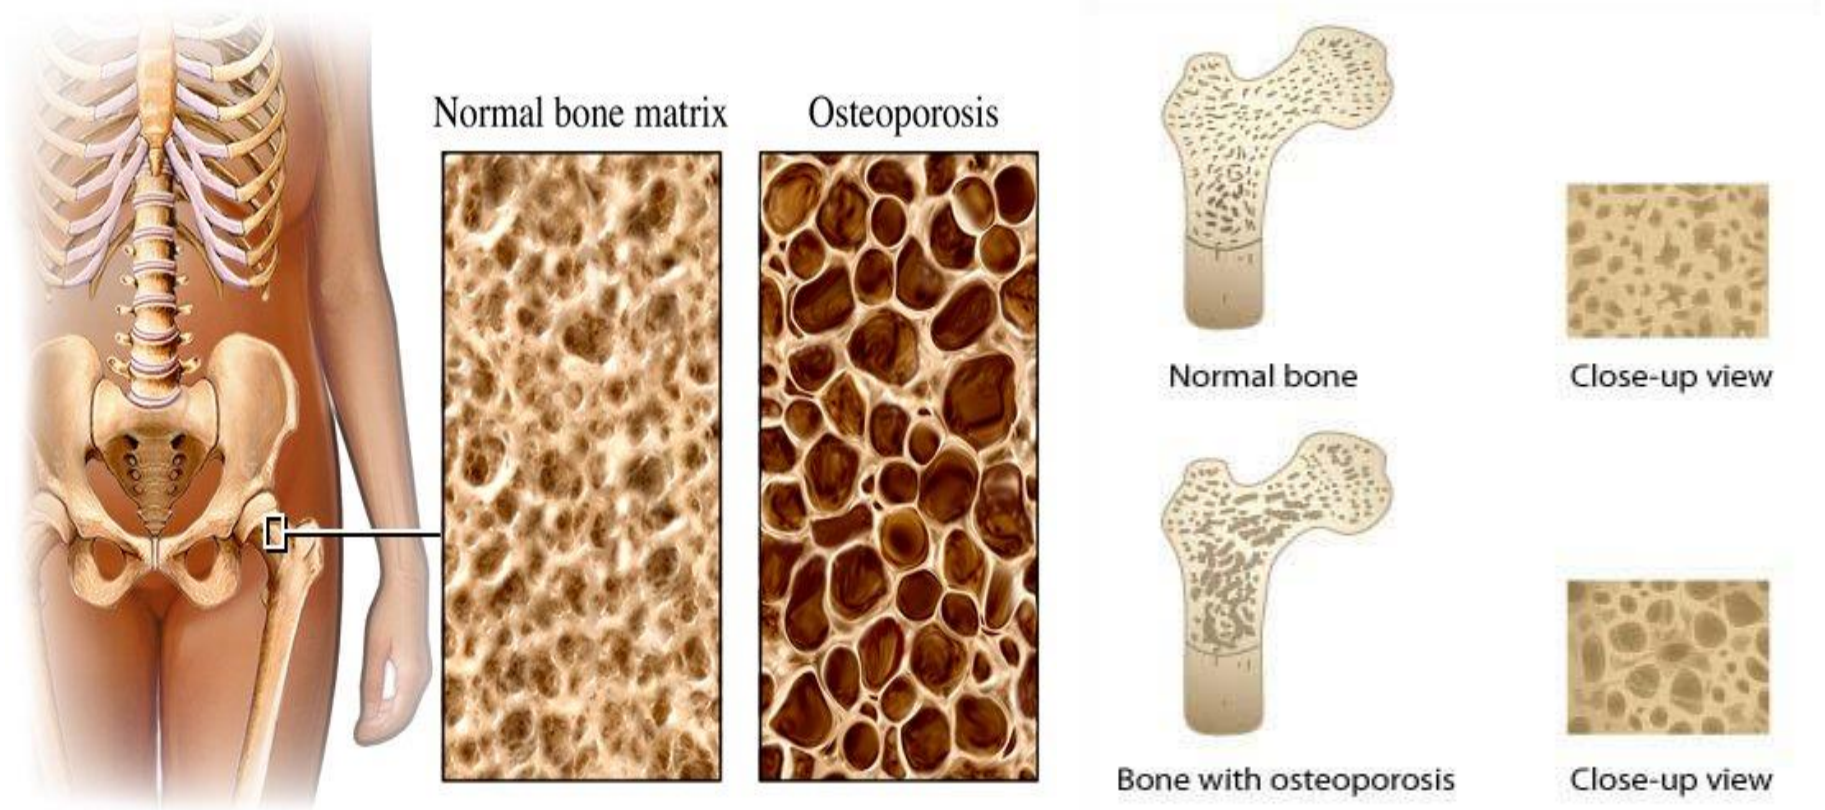 Normal bone matrix
Osteoporosis
Normal bone
Close-up view
Bone with osteoporosis
Close-up view